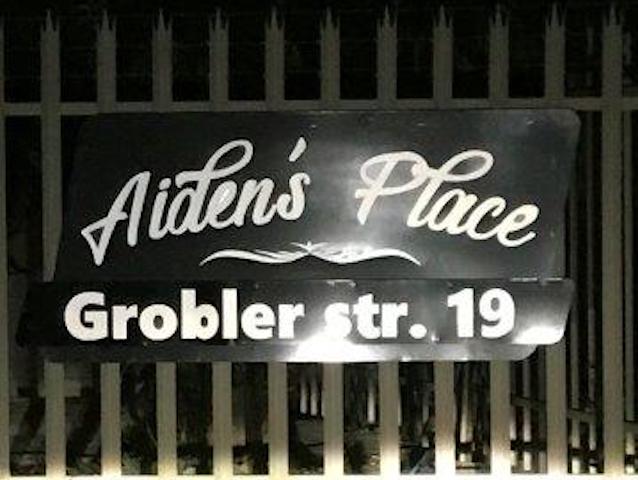 Aiden's Place
Grobler str. 19